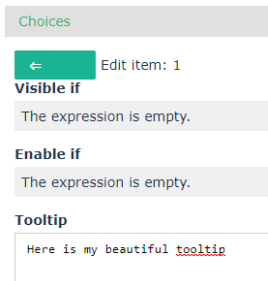 Choices
⇐ Edit item: 1
Visible if
The expression is empty.
Enable if
The expression is empty.
Tooltip
Here is my beautiful tooltip